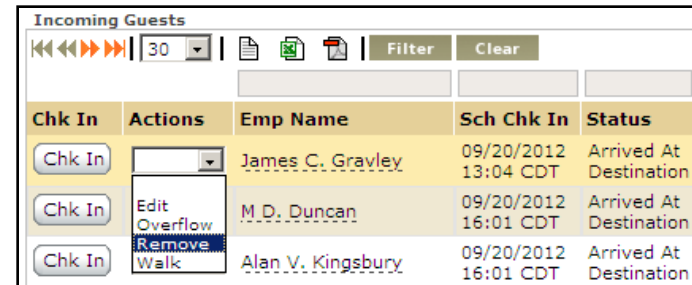 Incoming Guests
30 Filter Clear
Chk In Actions Emp Name Sch Chk In Status
Chk In James C. Gravley 09/20/2012 13:04 CDT Arrived At Destination
Chk In M D. Duncan 09/20/2012 16:01 CDT Arrived At Destination
Chk In Alan V. Kingsbury 09/20/2012 16:01 CDT Arrived At Destination
Edit
Overflow
Remove
Walk